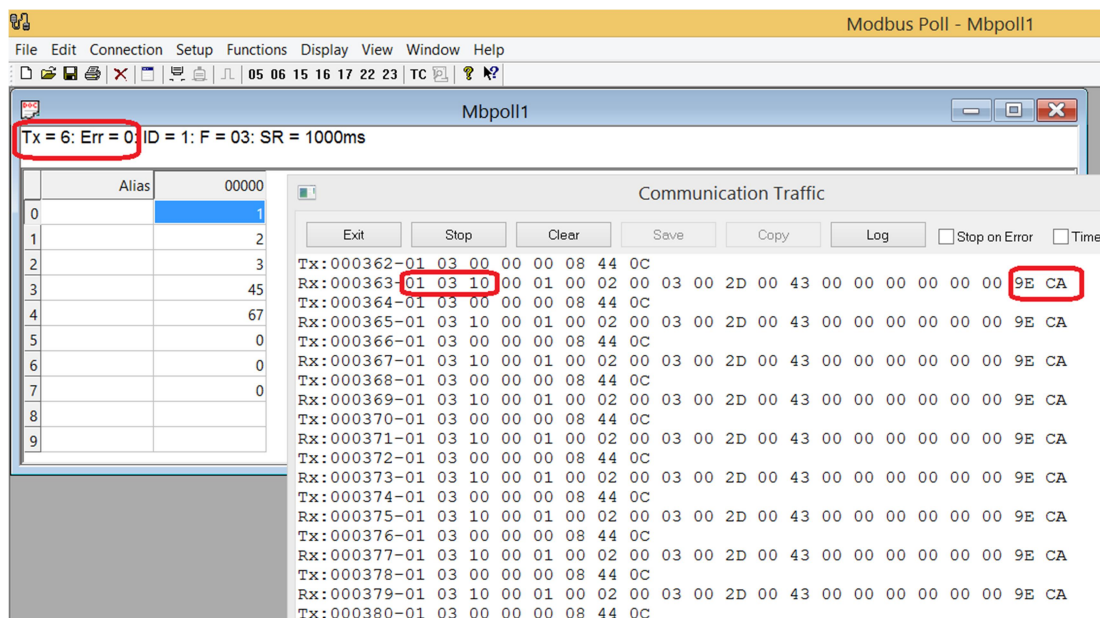 Modbus Poll - Mbpoll1
File Edit Connection Setup Functions Display View Window Help
05 06 15 16 17 22 23 TC
Mbpoll1
Tx = 6: Err = 0: ID = 1: F = 03: SR = 1000ms
Alias 00000
0 1
1 2
2 3
3 45
4 67
5 0
6 0
7 0
8
9
Communication Traffic
Exit Stop Clear Save Copy Log Stop on Error Time
Tx:000362-01 03 00 00 00 08 44 0C
Rx:000363-01 03 10 00 01 00 02 00 03 00 2D 00 43 00 00 00 00 00 00 9E CA
Tx:000364-01 03 00 00 00 08 44 0C
Rx:000365-01 03 10 00 01 00 02 00 03 00 2D 00 43 00 00 00 00 00 00 9E CA
Tx:000366-01 03 00 00 00 08 44 0C
Rx:000367-01 03 10 00 01 00 02 00 03 00 2D 00 43 00 00 00 00 00 00 9E CA
Tx:000368-01 03 00 00 00 08 44 0C
Rx:000369-01 03 10 00 01 00 02 00 03 00 2D 00 43 00 00 00 00 00 00 9E CA
Tx:000370-01 03 00 00 00 08 44 0C
Rx:000371-01 03 10 00 01 00 02 00 03 00 2D 00 43 00 00 00 00 00 00 9E CA
Tx:000372-01 03 00 00 00 08 44 0C
Rx:000373-01 03 10 00 01 00 02 00 03 00 2D 00 43 00 00 00 00 00 00 9E CA
Tx:000374-01 03 00 00 00 08 44 0C
Rx:000375-01 03 10 00 01 00 02 00 03 00 2D 00 43 00 00 00 00 00 00 9E CA
Tx:000376-01 03 00 00 00 08 44 0C
Rx:000377-01 03 10 00 01 00 02 00 03 00 2D 00 43 00 00 00 00 00 00 9E CA
Tx:000378-01 03 00 00 00 08 44 0C
Rx:000379-01 03 10 00 01 00 02 00 03 00 2D 00 43 00 00 00 00 00 00 9E CA
Tx:000380-01 03 00 00 00 08 44 0C